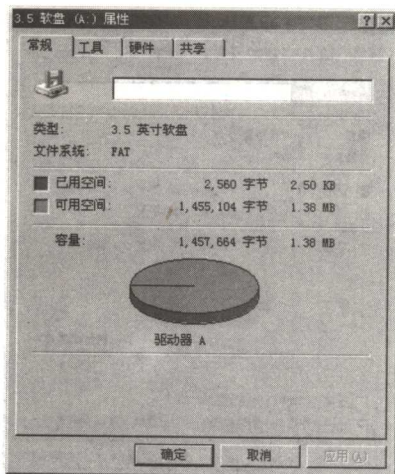 3.5 软盘 (A:) 属性
常规 工具 硬件 共享
类型: 3.5 英寸软盘
文件系统: FAT
已用空间: 2,560 字节 2.50 KB
可用空间: 1,455,104 字节 1.38 MB
容量: 1,457,664 字节 1.38 MB
驱动器 A
确定 取消 应用(A)